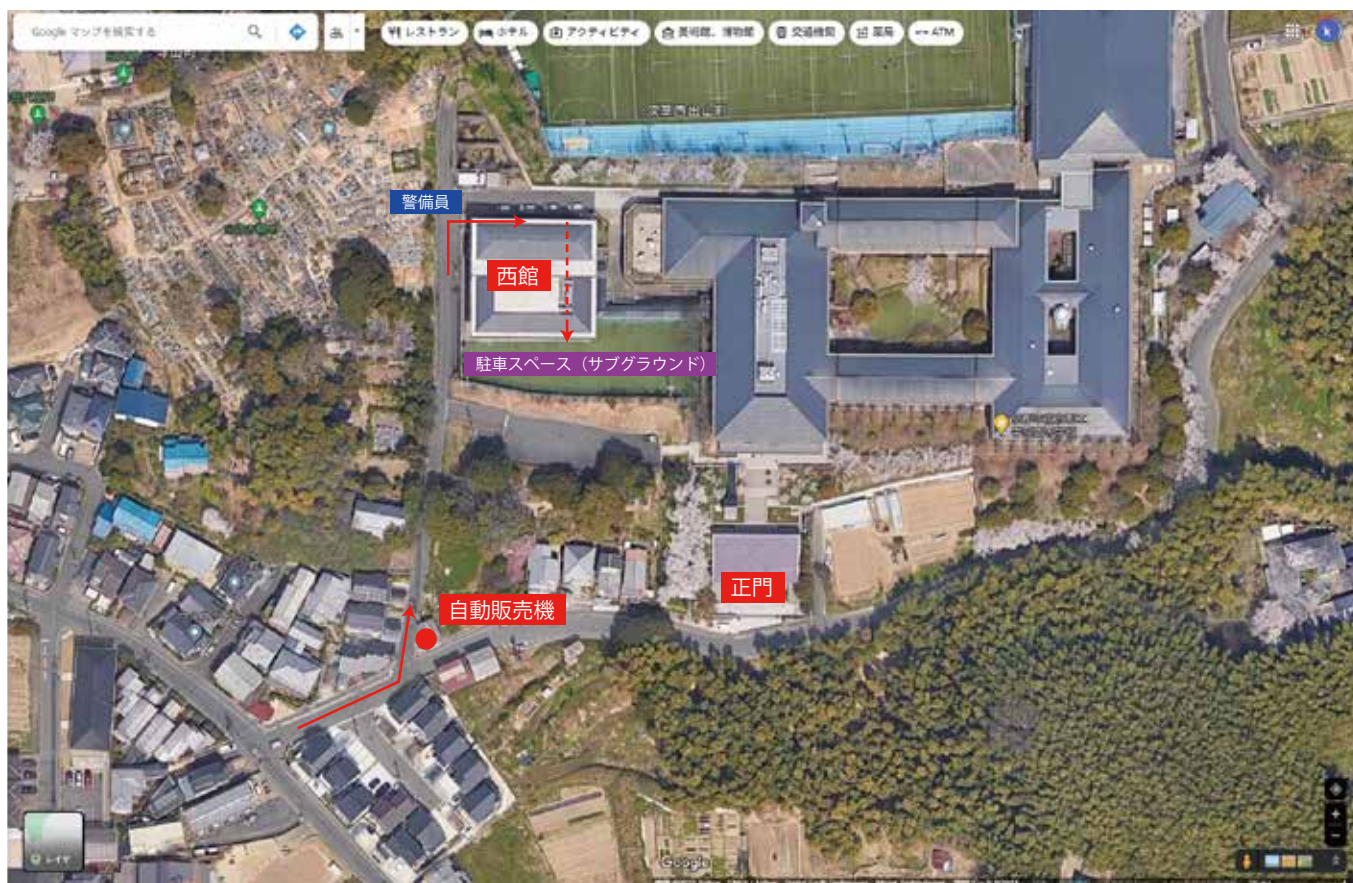 Google マップを検索する
レストラン
ホテル
アクティビティ
美術館、博物館
交通機関
薬局
ATM
警備員
西館
駐車スペース（サブグラウンド）
正門
自動販売機
レイヤ
Google